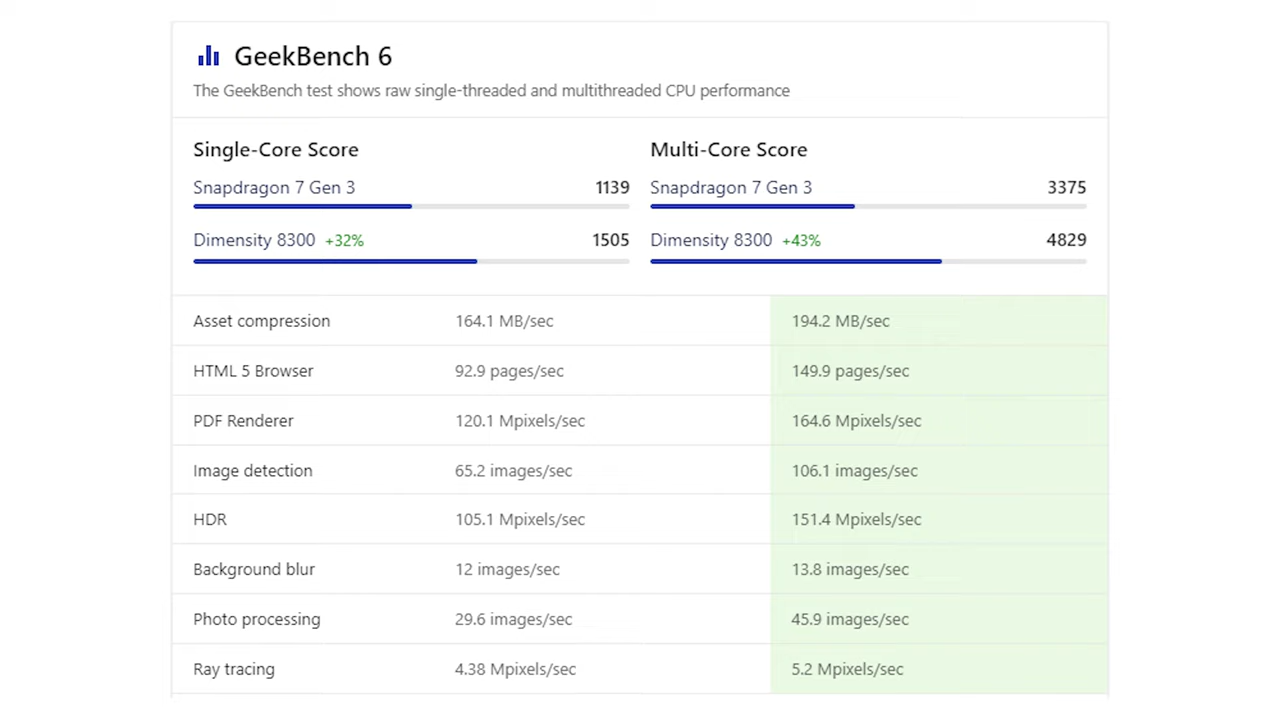 GeekBench 6
The GeekBench test shows raw single-threaded and multithreaded CPU performance
Single-Core Score
Snapdragon 7 Gen 3 1139
Dimensity 8300 +32% 1505
Multi-Core Score
Snapdragon 7 Gen 3 3375
Dimensity 8300 +43% 4829
Asset compression 164.1 MB/sec 194.2 MB/sec
HTML 5 Browser 92.9 pages/sec 149.9 pages/sec
PDF Renderer 120.1 Mpixels/sec 164.6 Mpixels/sec
Image detection 65.2 images/sec 106.1 images/sec
HDR 105.1 Mpixels/sec 151.4 Mpixels/sec
Background blur 12 images/sec 13.8 images/sec
Photo processing 29.6 images/sec 45.9 images/sec
Ray tracing 4.38 Mpixels/sec 5.2 Mpixels/sec